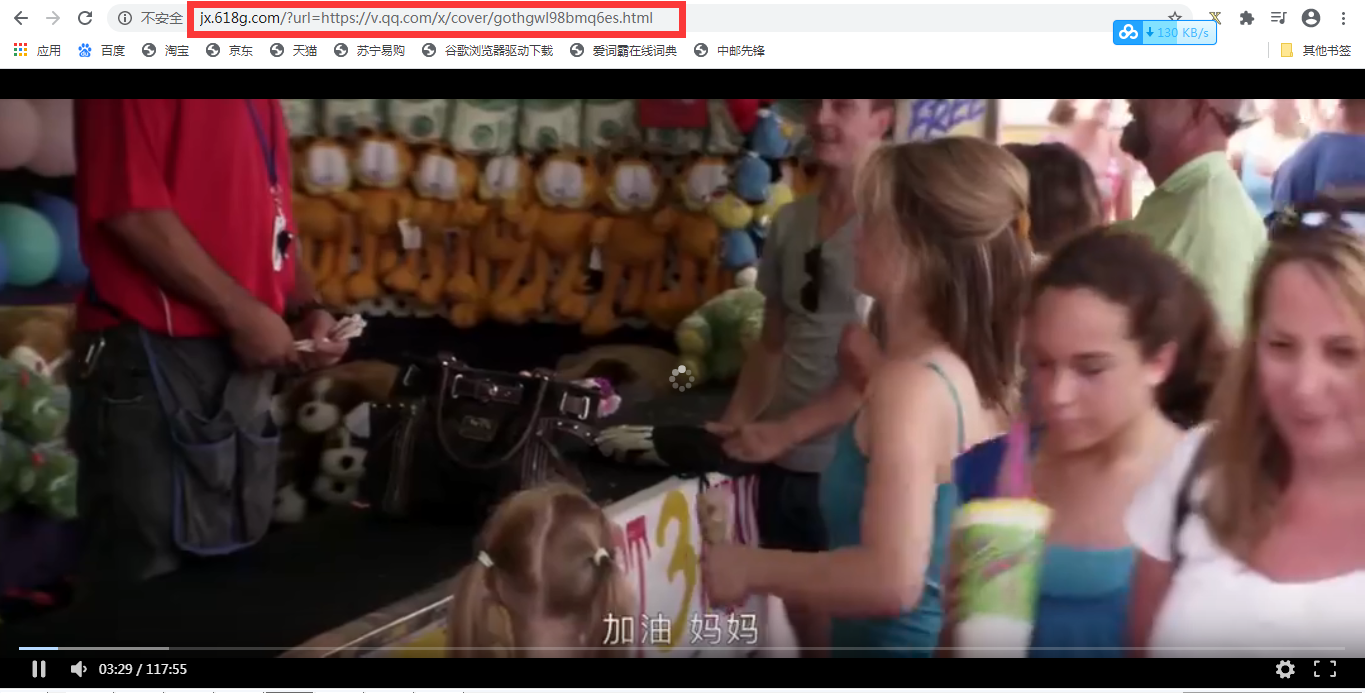 不安全 jx.618g.com/?url=https://v.qq.com/x/cover/gothgwl98bmq6es.html
130 KB/s
应用 百度 淘宝 京东 天猫 苏宁易购 谷歌浏览器驱动下载 爱词霸在线词典 中邮先锋 其他书签
FREE
3
加油 妈妈
03:29 / 117:55